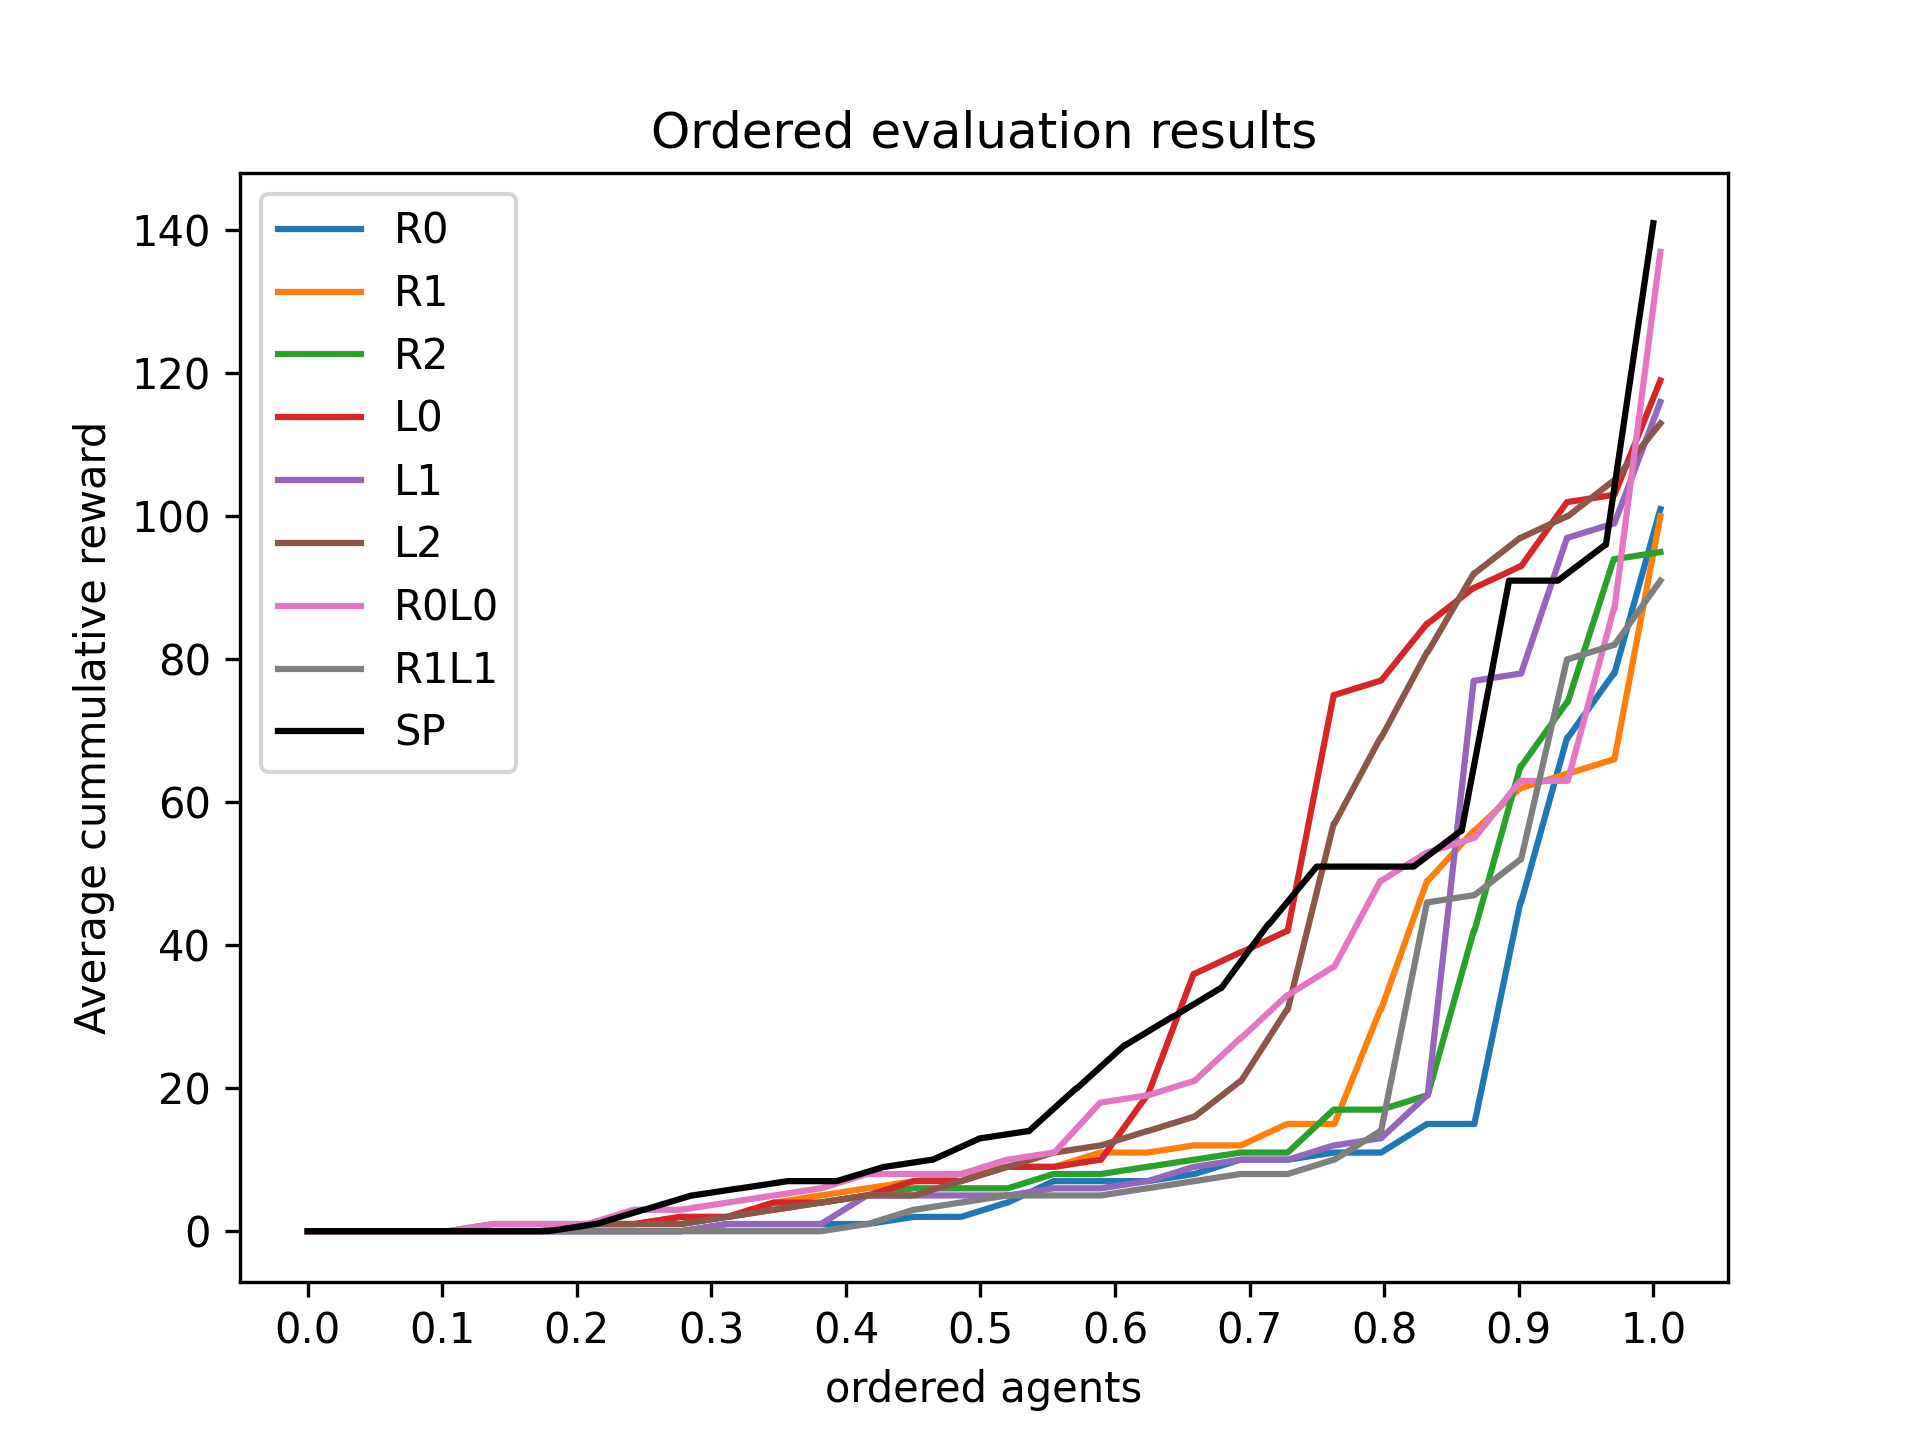 Ordered evaluation results
R0
R1
R2
L0
L1
L2
R0L0
R1L1
SP
Average cummulative reward
140
120
100
80
60
40
20
0
0.0 0.1 0.2 0.3 0.4 0.5 0.6 0.7 0.8 0.9 1.0
ordered agents